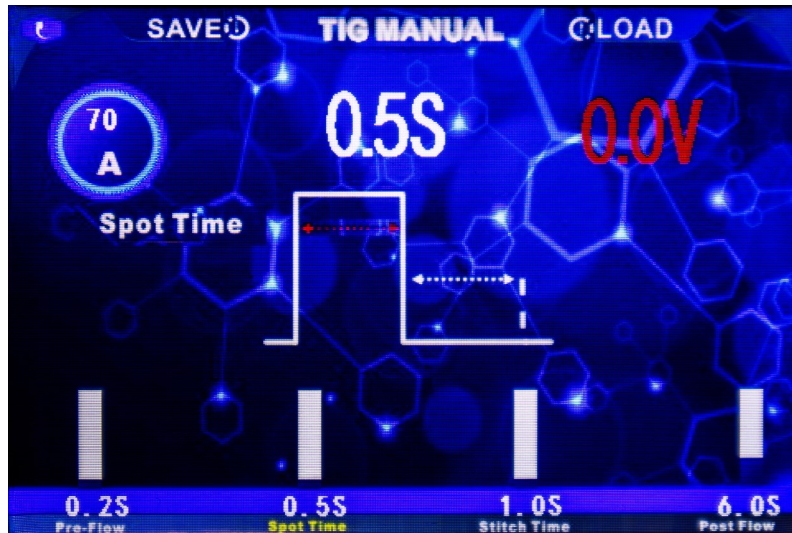 SAVE TIG MANUAL LOAD
70
A
0.5S
0.0V
Spot Time
0.2S 0.5S 1.0S 6.0S
Pre-Flow Spot Time Stitch Time Post Flow